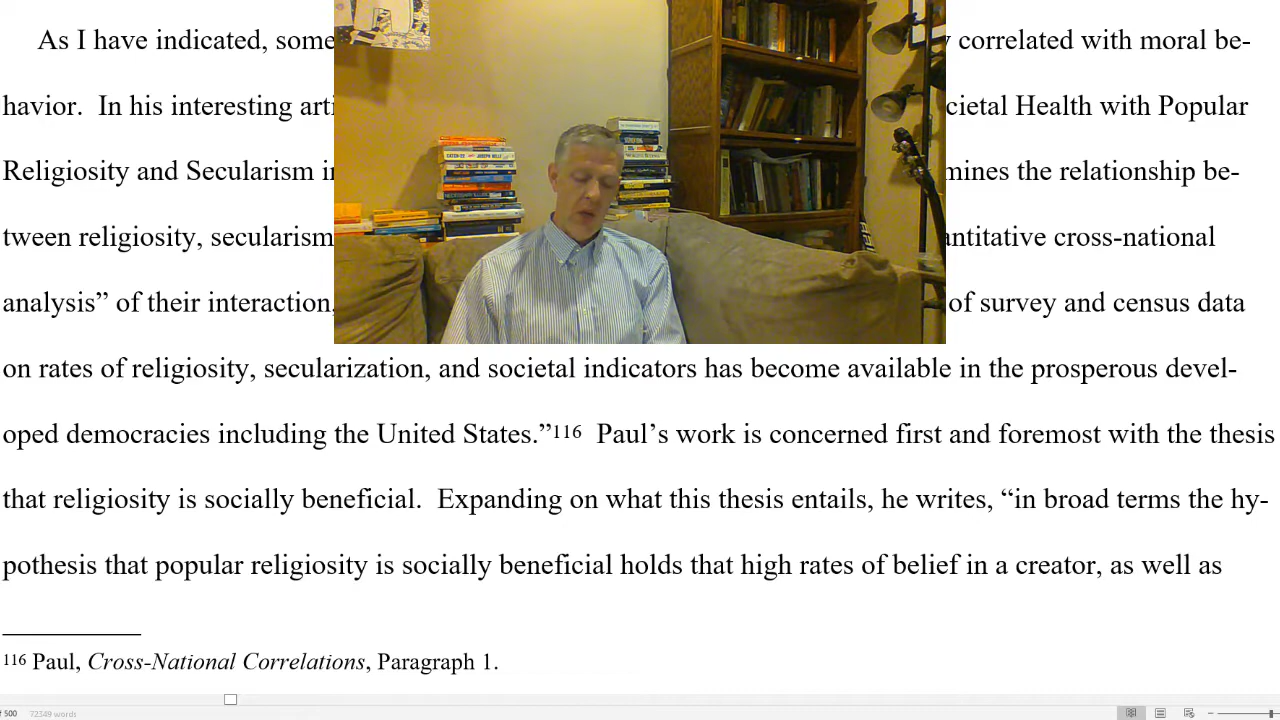 As I have indicated, some correlated with moral be-
havior. In his interesting arti cietal Health with Popular
Religiosity and Secularism in mines the relationship be-
tween religiosity, secularism antitative cross-national
analysis” of their interaction, of survey and census data
on rates of religiosity, secularization, and societal indicators has become available in the prosperous devel-
oped democracies including the United States.”116 Paul’s work is concerned first and foremost with the thesis
that religiosity is socially beneficial. Expanding on what this thesis entails, he writes, “in broad terms the hy-
pothesis that popular religiosity is socially beneficial holds that high rates of belief in a creator, as well as
116 Paul, Cross-National Correlations, Paragraph 1.
f 500 72349 words